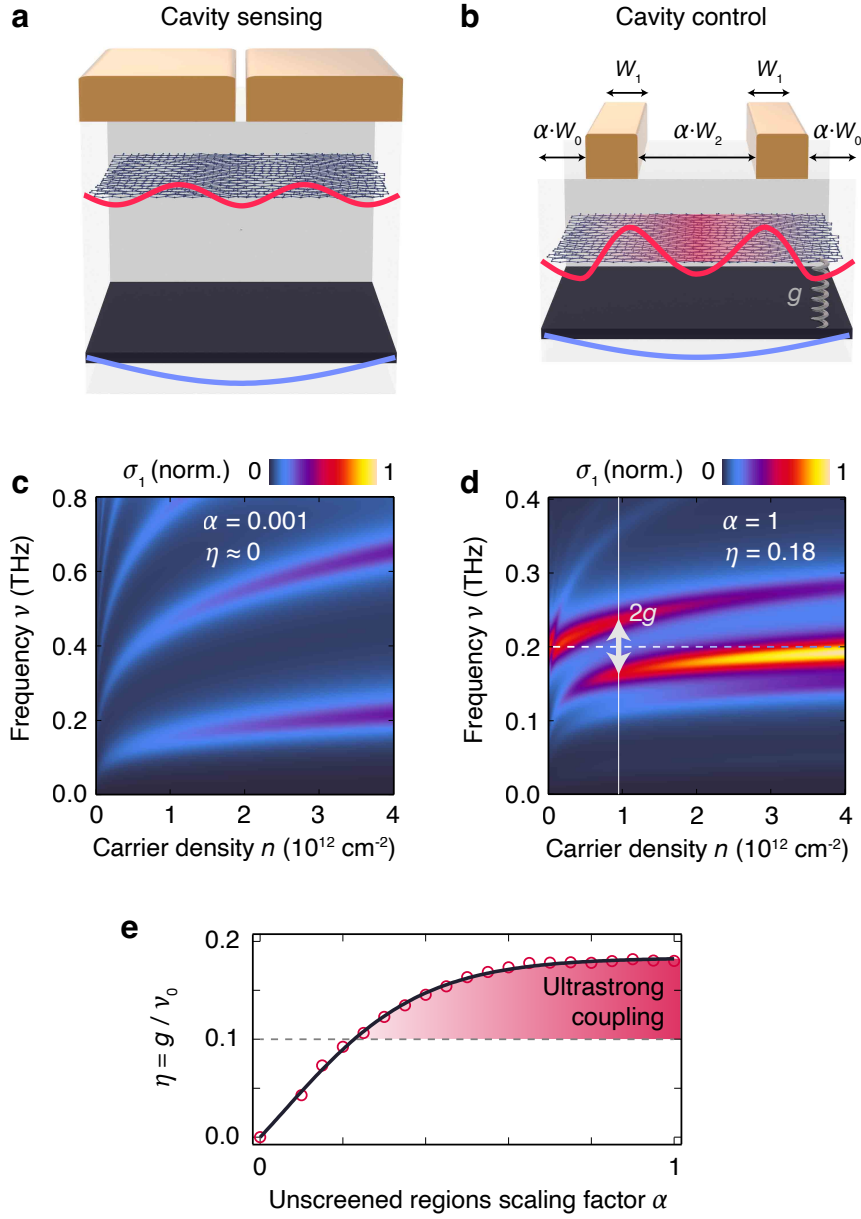 a Cavity sensing
b Cavity control
W₁ W₁
α·W₀ α·W₂ α·W₀
g
c σ₁ (norm.) 0 1
0.8
0.6
0.4
0.2
0.0
Frequency ν (THz)
α = 0.001
η ≈ 0
0 1 2 3 4
Carrier density n (10¹² cm⁻²)
d σ₁ (norm.) 0 1
0.4
0.3
0.2
0.1
0.0
Frequency ν (THz)
α = 1
η = 0.18
2g
0 1 2 3 4
Carrier density n (10¹² cm⁻²)
e
0.2
0.1
0.0
η = g / ν₀
Ultrastrong
coupling
0 1
Unscreened regions scaling factor α